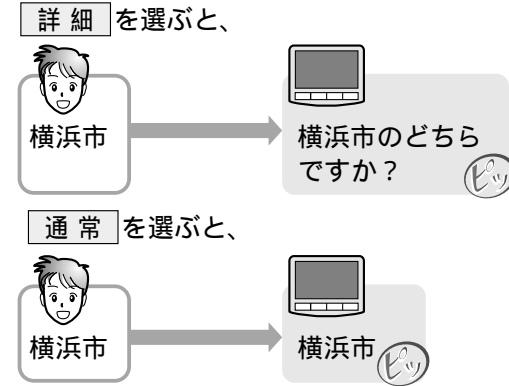 詳細を選ぶと、
横浜市
横浜市のどちら
ですか？
ピッ
通常を選ぶと、
横浜市
横浜市
ピッ